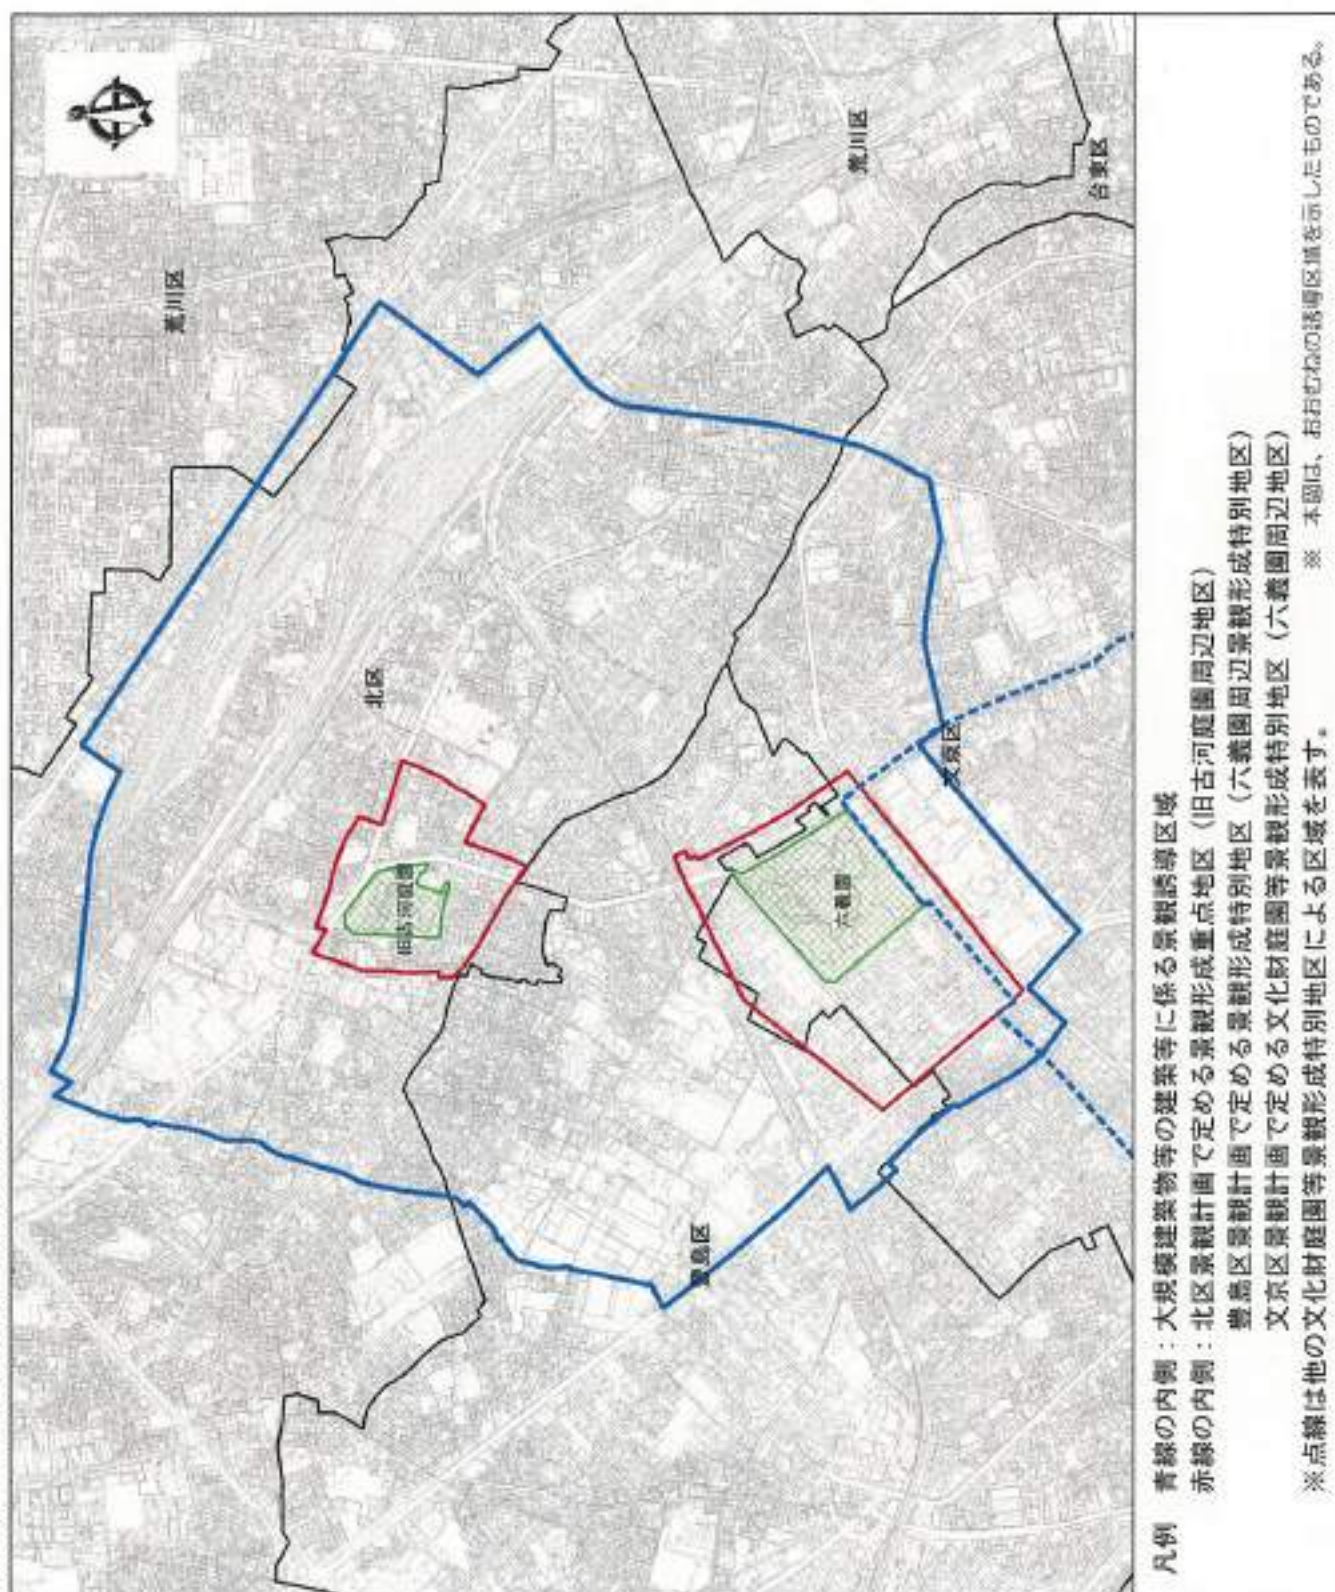 荒川区
荒川区
台東区
北区
旧古河庭園
六義園
文京区
豊島区
凡例　青線の内側：大規模建築物等の建築等に係る景観誘導区域
赤線の内側：北区景観計画で定める景観形成重点地区（旧古河庭園周辺地区）
豊島区景観計画で定める景観形成特別地区（六義園周辺景観形成特別地区）
文京区景観計画で定める文化財庭園等景観形成特別地区（六義園周辺地区）
※点線は他の文化財庭園等景観形成特別地区による区域を表す。
※　本図は、おおむねの誘導区域を示したものである。